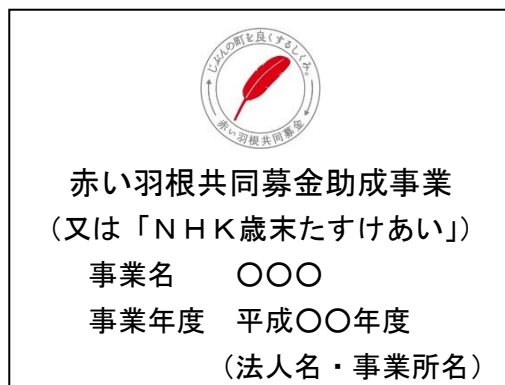 じぶんの町を良くするしくみ。
赤い羽根共同募金
赤い羽根共同募金助成事業
（又は「ＮＨＫ歳末たすけあい」）
事業名　〇〇〇
事業年度　平成〇〇年度
（法人名・事業所名）